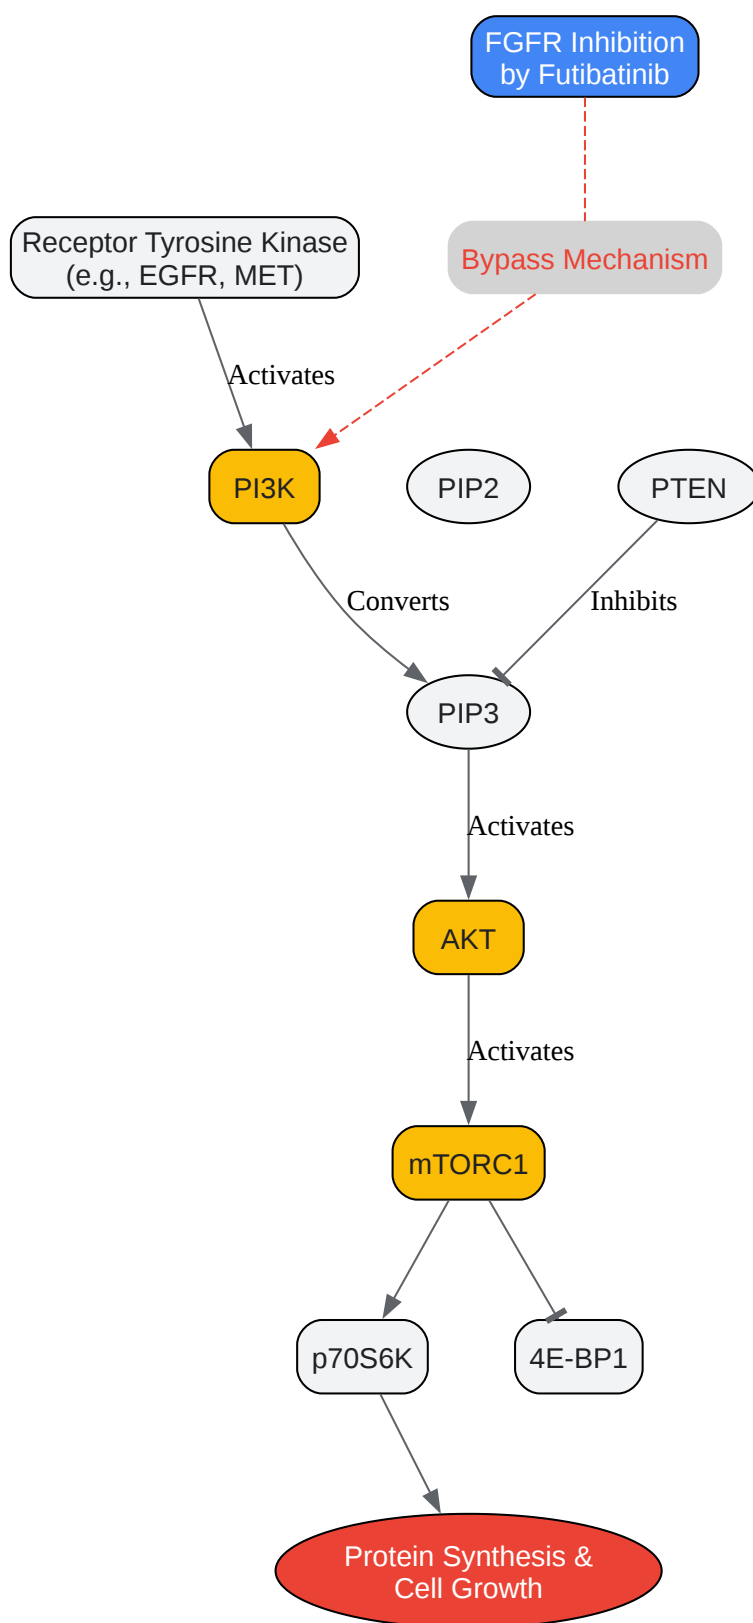 FGFR Inhibition
by Futibatinib
Receptor Tyrosine Kinase
(e.g., EGFR, MET)
Bypass Mechanism
Activates
PI3K
PIP2
PTEN
Converts
Inhibits
PIP3
Activates
AKT
Activates
mTORC1
p70S6K
4E-BP1
Protein Synthesis &
Cell Growth